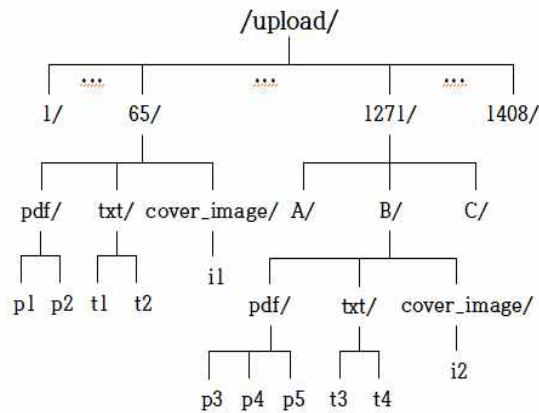 /upload/
... ... ...
1/ 65/ 1271/ 1408/
pdf/ txt/ cover_image/ A/ B/ C/
i1
p1 p2 t1 t2 pdf/ txt/ cover_image/
i2
p3 p4 p5 t3 t4